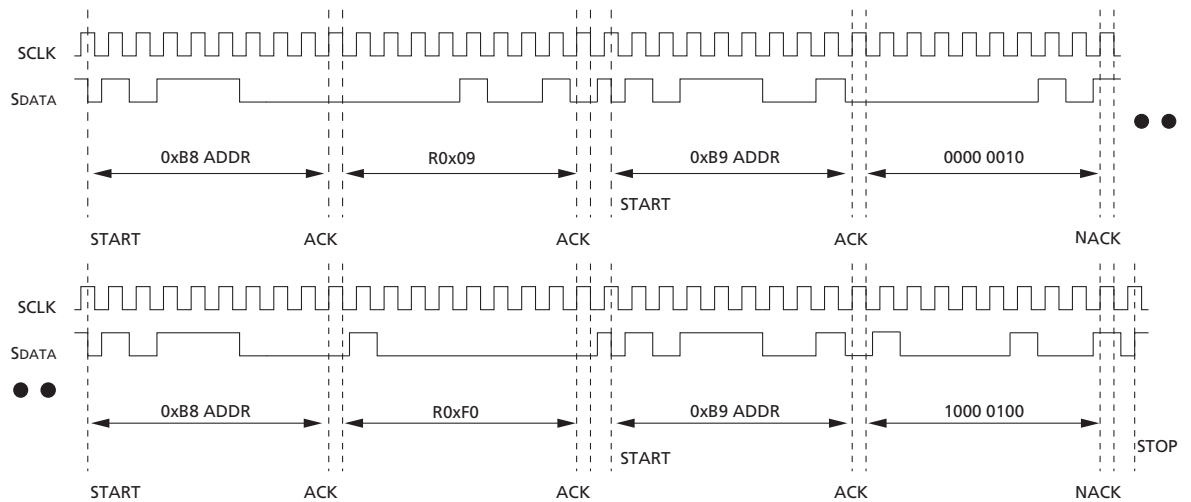 SCLK
SDATA
0xB8 ADDR R0x09 0xB9 ADDR 0000 0010
START
START ACK ACK ACK NACK
SCLK
SDATA
0xB8 ADDR R0xF0 0xB9 ADDR 1000 0100
START STOP
START ACK ACK ACK NACK